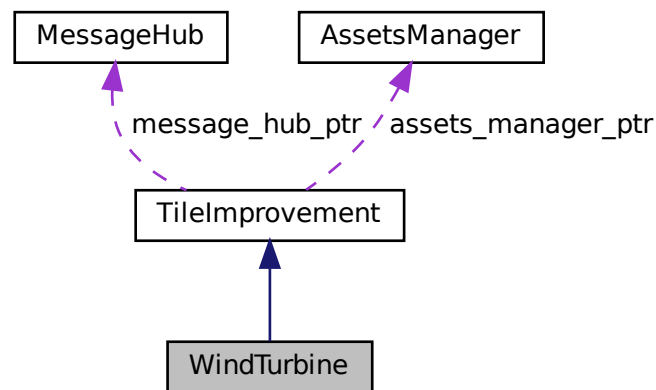 MessageHub
AssetsManager
message_hub_ptr
assets_manager_ptr
TileImprovement
WindTurbine